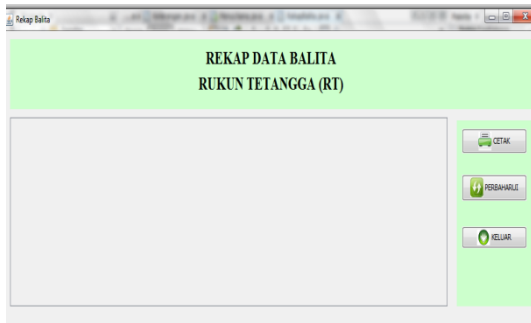 Rekap Balita
REKAP DATA BALITA
RUKUN TETANGGA (RT)
CETAK
PERBAHARUI
KELUAR